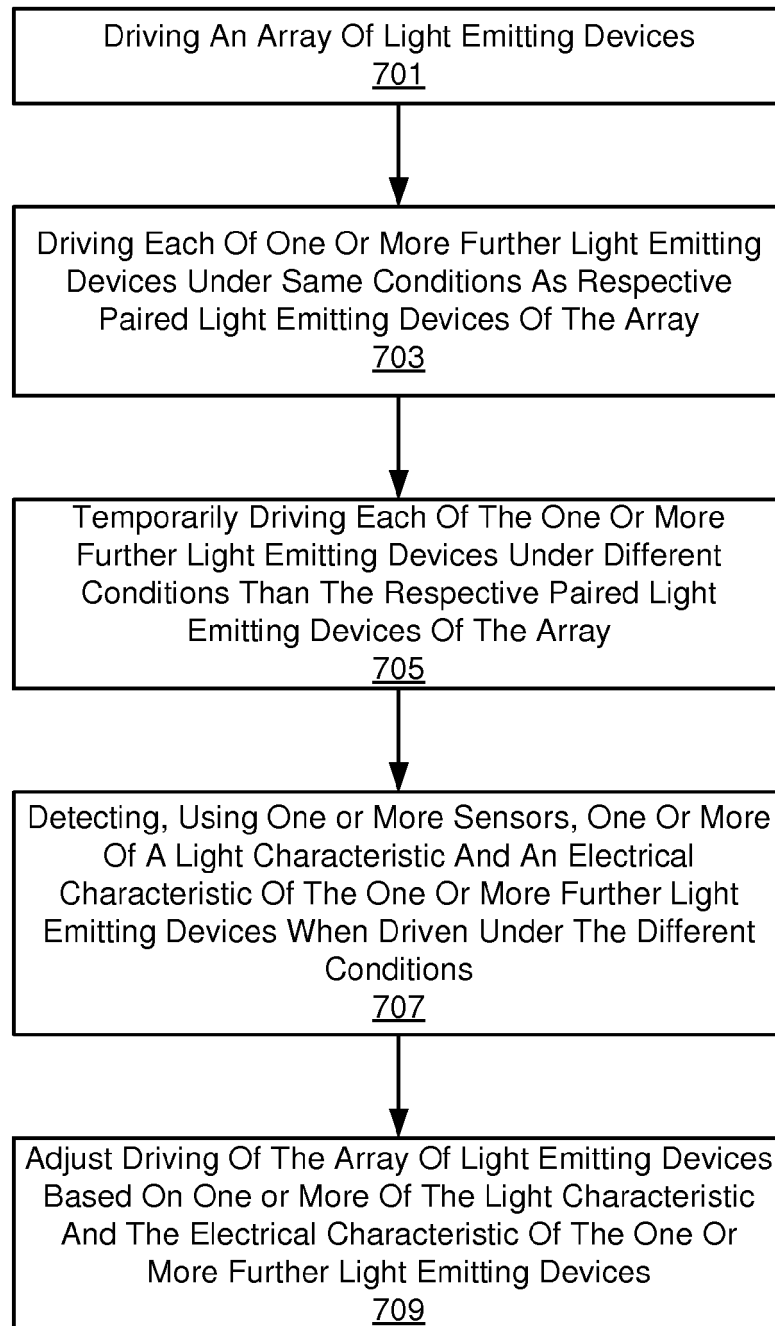 Driving An Array Of Light Emitting Devices
701
Driving Each Of One Or More Further Light Emitting
Devices Under Same Conditions As Respective
Paired Light Emitting Devices Of The Array
703
Temporarily Driving Each Of The One Or More
Further Light Emitting Devices Under Different
Conditions Than The Respective Paired Light
Emitting Devices Of The Array
705
Detecting, Using One or More Sensors, One Or More
Of A Light Characteristic And An Electrical
Characteristic Of The One Or More Further Light
Emitting Devices When Driven Under The Different
Conditions
707
Adjust Driving Of The Array Of Light Emitting Devices
Based On One or More Of The Light Characteristic
And The Electrical Characteristic Of The One Or
More Further Light Emitting Devices
709